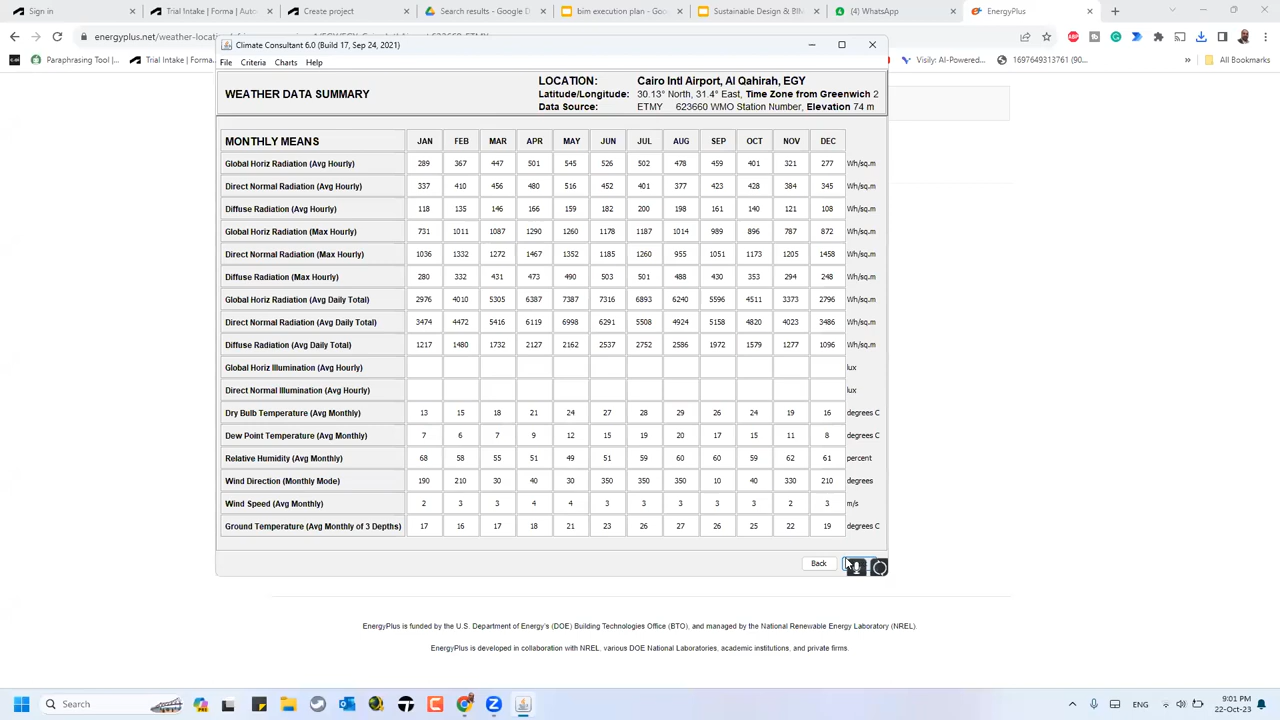 Sign in
Trial Intake | Forma | Auto
Create project
Search results - Google D
bim execution plan - Goo
Sustainable Design & BIM
(4) WhatsApp
EnergyPlus
Paraphrasing Tool |
Trial Intake | Forma
Visily: AI-Powered...
1697649313761 (90...
»
All Bookmarks
Climate Consultant 6.0 (Build 17, Sep 24, 2021)
File Criteria Charts Help
WEATHER DATA SUMMARY
LOCATION: Cairo Intl Airport, Al Qahirah, EGY
Latitude/Longitude: 30.13° North, 31.4° East, Time Zone from Greenwich 2
Data Source: ETMY 623660 WMO Station Number, Elevation 74 m
MONTHLY MEANS JAN FEB MAR APR MAY JUN JUL AUG SEP OCT NOV DEC
Global Horiz Radiation (Avg Hourly) 289 367 447 501 545 526 502 478 459 401 321 277 Wh/sq.m
Direct Normal Radiation (Avg Hourly) 337 410 456 480 516 452 401 377 423 428 384 345 Wh/sq.m
Diffuse Radiation (Avg Hourly) 118 135 146 166 159 182 200 198 161 140 121 108 Wh/sq.m
Global Horiz Radiation (Max Hourly) 731 1011 1087 1290 1260 1178 1187 1014 989 896 787 872 Wh/sq.m
Direct Normal Radiation (Max Hourly) 1036 1332 1272 1467 1352 1185 1260 955 1051 1173 1205 1458 Wh/sq.m
Diffuse Radiation (Max Hourly) 280 332 431 473 490 503 501 488 430 353 294 248 Wh/sq.m
Global Horiz Radiation (Avg Daily Total) 2976 4010 5305 6387 7387 7316 6893 6240 5596 4511 3373 2796 Wh/sq.m
Direct Normal Radiation (Avg Daily Total) 3474 4472 5416 6119 6998 6291 5508 4924 5158 4820 4023 3486 Wh/sq.m
Diffuse Radiation (Avg Daily Total) 1217 1480 1732 2127 2162 2537 2752 2586 1972 1579 1277 1096 Wh/sq.m
Global Horiz Illumination (Avg Hourly) lux
Direct Normal Illumination (Avg Hourly) lux
Dry Bulb Temperature (Avg Monthly) 13 15 18 21 24 27 28 29 26 24 19 16 degrees C
Dew Point Temperature (Avg Monthly) 7 6 7 9 12 15 19 20 17 15 11 8 degrees C
Relative Humidity (Avg Monthly) 68 58 55 51 49 51 59 60 60 59 62 61 percent
Wind Direction (Monthly Mode) 190 210 30 40 30 350 350 350 10 40 330 210 degrees
Wind Speed (Avg Monthly) 2 3 3 4 4 3 3 3 3 3 2 3 m/s
Ground Temperature (Avg Monthly of 3 Depths) 17 16 17 18 21 23 26 27 26 25 22 19 degrees C
Back
EnergyPlus is funded by the U.S. Department of Energy's (DOE) Building Technologies Office (BTO), and managed by the National Renewable Energy Laboratory (NREL).
EnergyPlus is developed in collaboration with NREL, various DOE National Laboratories, academic institutions, and private firms.
Search
ENG
9:01 PM
22-Oct-23